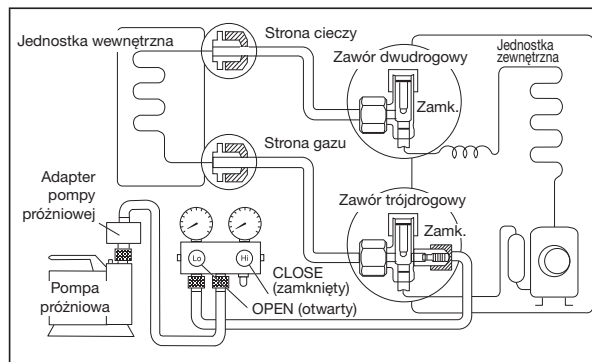 Jednostka wewnętrzna
Strona cieczy
Zawór dwudrogowy
Jednostka
zewnętrzna
Zamk.
Strona gazu
Zawór trójdrogowy
Zamk.
Adapter
pompy
próżniowej
Lo
Hi
CLOSE
(zamknięty)
OPEN (otwarty)
Pompa
próżniowa